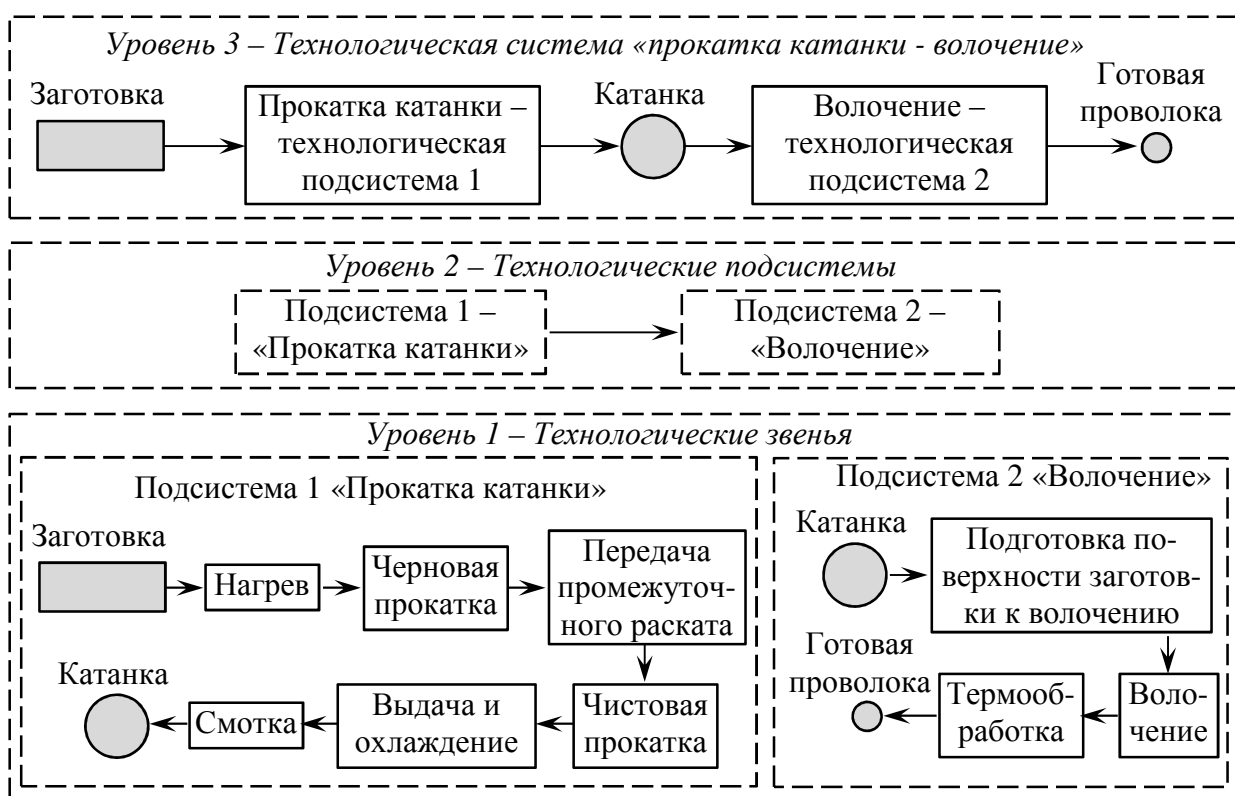 Уровень 3 – Технологическая система «прокатка катанки - волочение»
Заготовка
Прокатка катанки –
технологическая
подсистема 1
Катанка
Волочение –
технологическая
подсистема 2
Готовая
проволока
Уровень 2 – Технологические подсистемы
Подсистема 1 –
«Прокатка катанки»
Подсистема 2 –
«Волочение»
Уровень 1 – Технологические звенья
Подсистема 1 «Прокатка катанки»
Заготовка
Нагрев
Черновая
прокатка
Передача
промежуточ-
ного раската
Чистовая
прокатка
Выдача и
охлаждение
Смотка
Катанка
Подсистема 2 «Волочение»
Катанка
Подготовка по-
верхности заготов-
ки к волочению
Воло-
чение
Термооб-
работка
Готовая
проволока